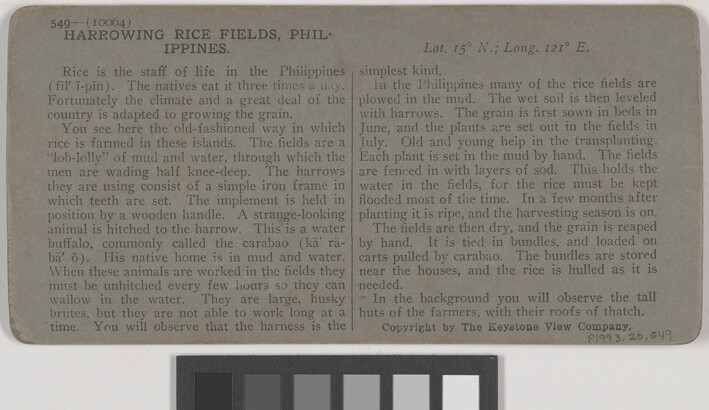 549—(10064)
HARROWING RICE FIELDS, PHIL-
IPPINES.
Rice is the staff of life in the Philippines
(fĭl′ ĭ-pĭn). The natives eat it three times a day.
Fortunately the climate and a great deal of the
country is adapted to growing the grain.
You see here the old-fashioned way in which
rice is farmed in these islands. The fields are a
"lob-lolly" of mud and water, through which the
men are wading half knee-deep. The harrows
they are using consist of a simple iron frame in
which teeth are set. The implement is held in
position by a wooden handle. A strange-looking
animal is hitched to the harrow. This is a water
buffalo, commonly called the carabao (kä′ rä-
bä′ ō). His native home is in mud and water.
When these animals are worked in the fields they
must be unhitched every few hours so they can
wallow in the water. They are large, husky
brutes, but they are not able to work long at a
time. You will observe that the harness is the
Lat. 15° N.; Long. 121° E.
simplest kind.
In the Philippines many of the rice fields are
plowed in the mud. The wet soil is then leveled
with harrows. The grain is first sown in beds in
June, and the plants are set out in the fields in
July. Old and young help in the transplanting.
Each plant is set in the mud by hand. The fields
are fenced in with layers of sod. This holds the
water in the fields, for the rice must be kept
flooded most of the time. In a few months after
planting it is ripe, and the harvesting season is on.
The fields are then dry, and the grain is reaped
by hand. It is tied in bundles, and loaded on
carts pulled by carabao. The bundles are stored
near the houses, and the rice is hulled as it is
needed.
In the background you will observe the tall
huts of the farmers, with their roofs of thatch.
Copyright by The Keystone View Company.
P1993.20.549